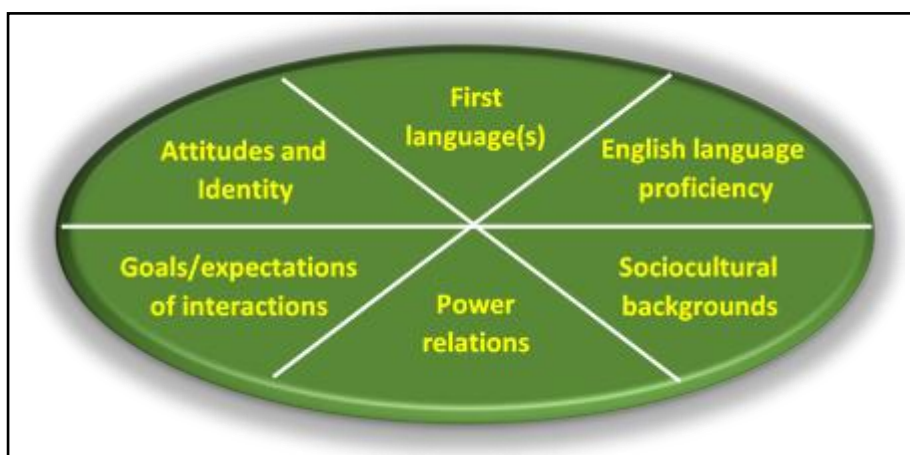 First
language(s)
Attitudes and
Identity
English language
proficiency
Goals/expectations
of interactions
Power
relations
Sociocultural
backgrounds